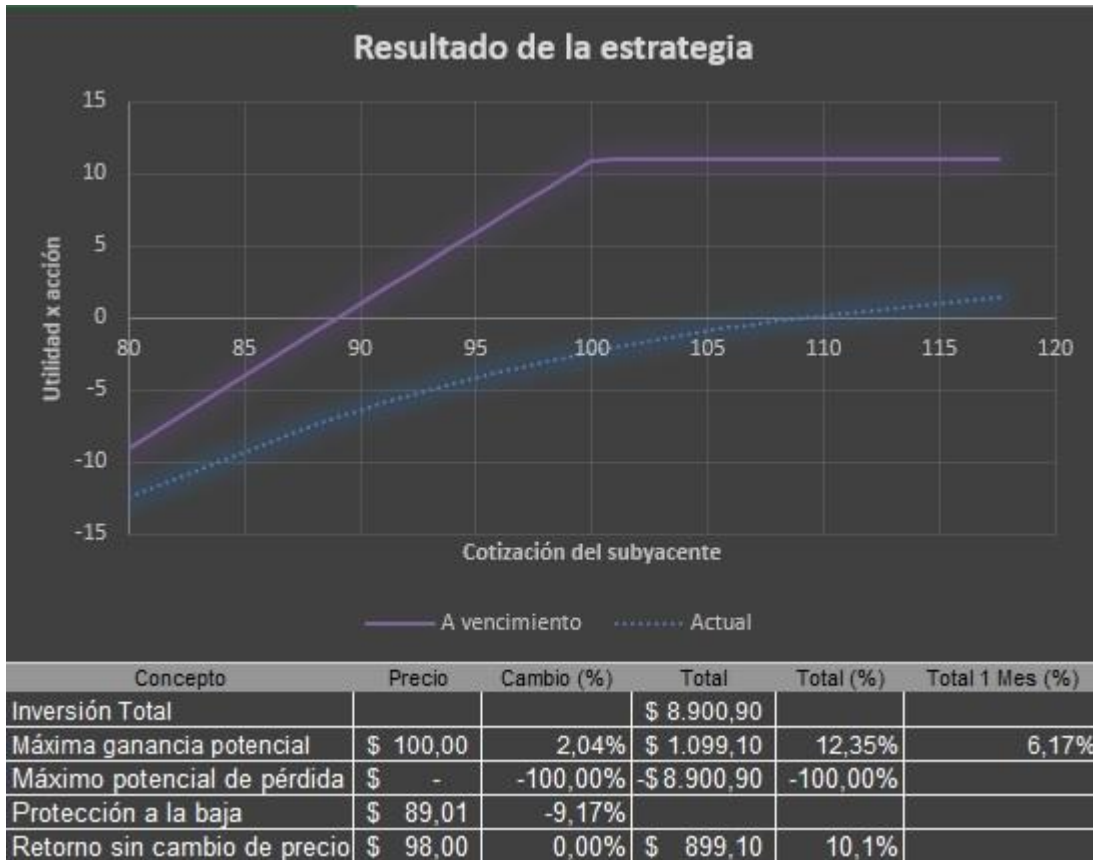 Resultado de la estrategia
15
10
5
0
80 85 90 95 100 105 110 115 120
-5
-10
-15
Utilidad x acción
Cotización del subyacente
A vencimiento Actual
Concepto Precio Cambio (%) Total Total (%) Total 1 Mes (%)
Inversión Total $ 8.900,90
Máxima ganancia potencial $ 100,00 2,04% $ 1.099,10 12,35% 6,17%
Máximo potencial de pérdida $ - -100,00% -$ 8.900,90 -100,00%
Protección a la baja $ 89,01 -9,17%
Retorno sin cambio de precio $ 98,00 0,00% $ 899,10 10,1%